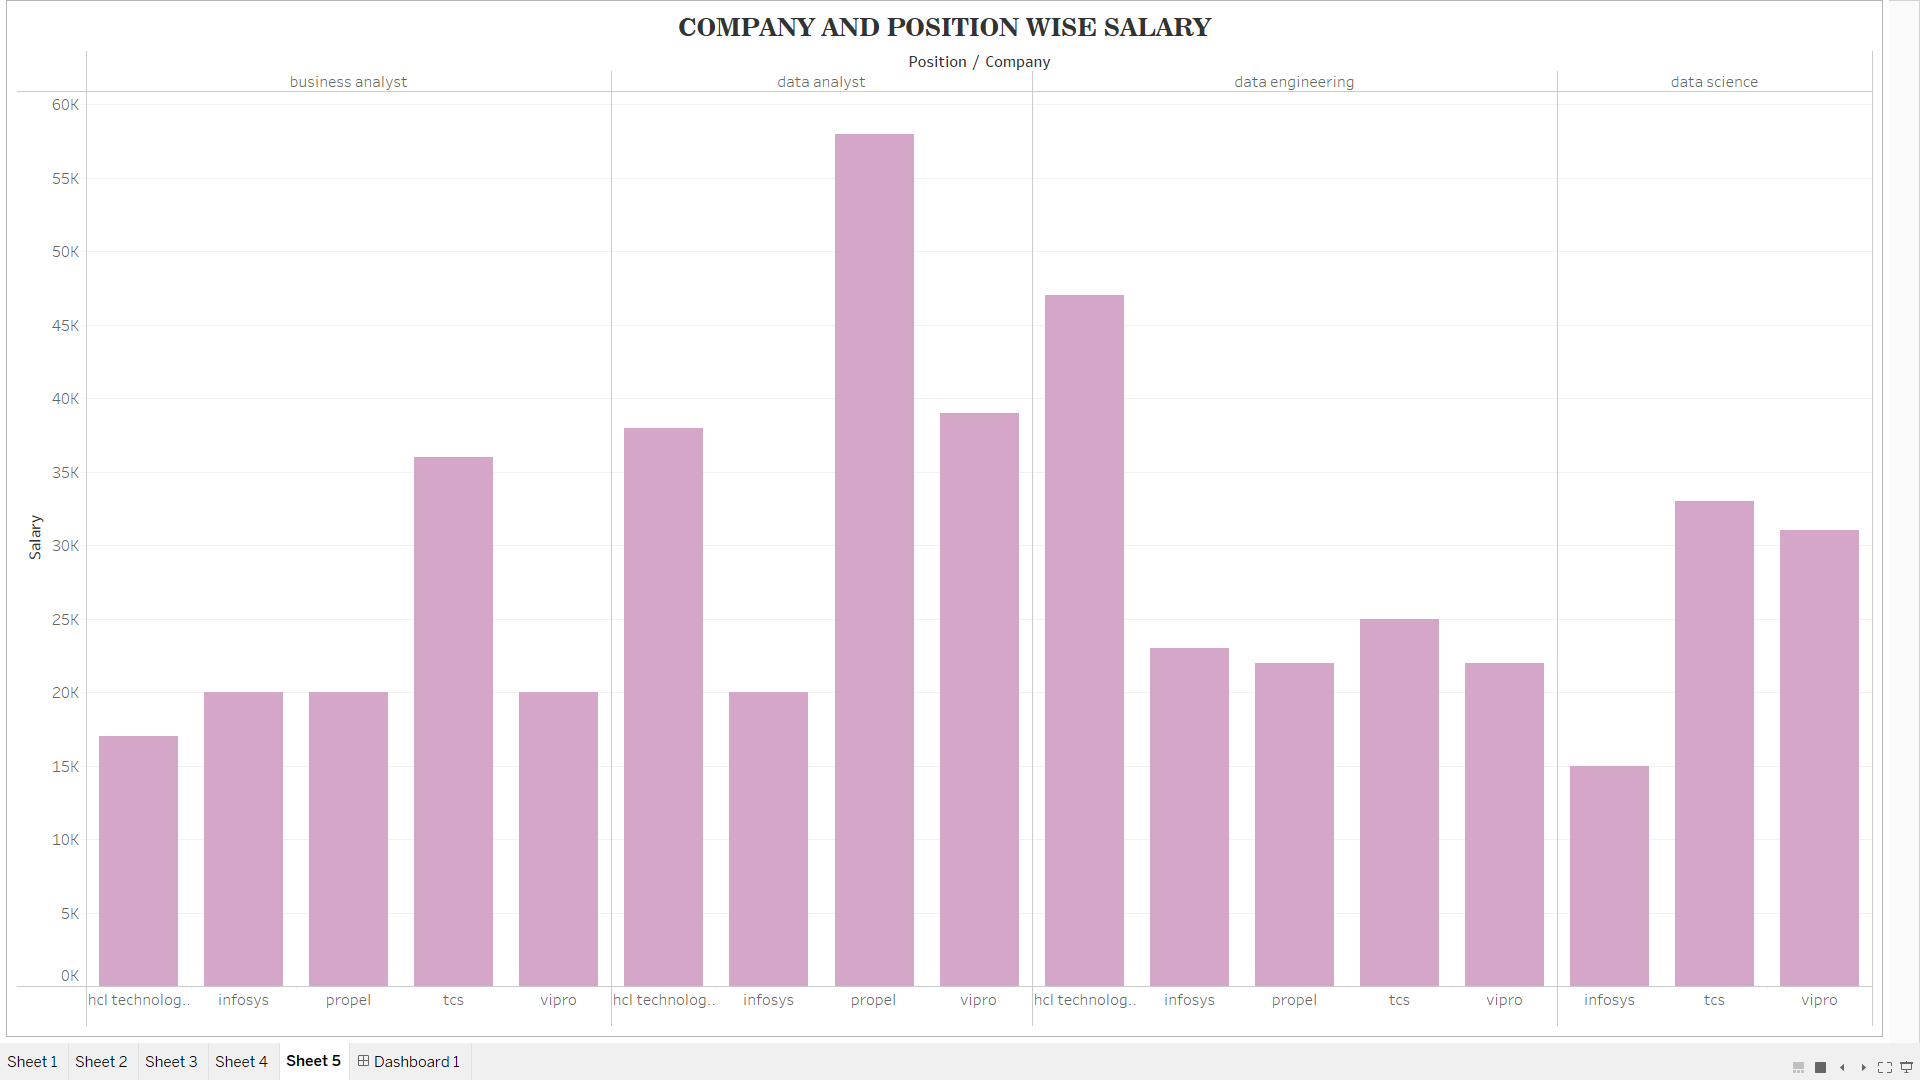 COMPANY AND POSITION WISE SALARY
Position / Company
business analyst data analyst data engineering data science
60K
55K
50K
45K
40K
35K
30K
25K
20K
15K
10K
5K
0K
Salary
hcl technolog.. infosys propel tcs vipro hcl technolog.. infosys propel vipro hcl technolog.. infosys propel tcs vipro infosys tcs vipro
Sheet 1 Sheet 2 Sheet 3 Sheet 4 Sheet 5 Dashboard 1